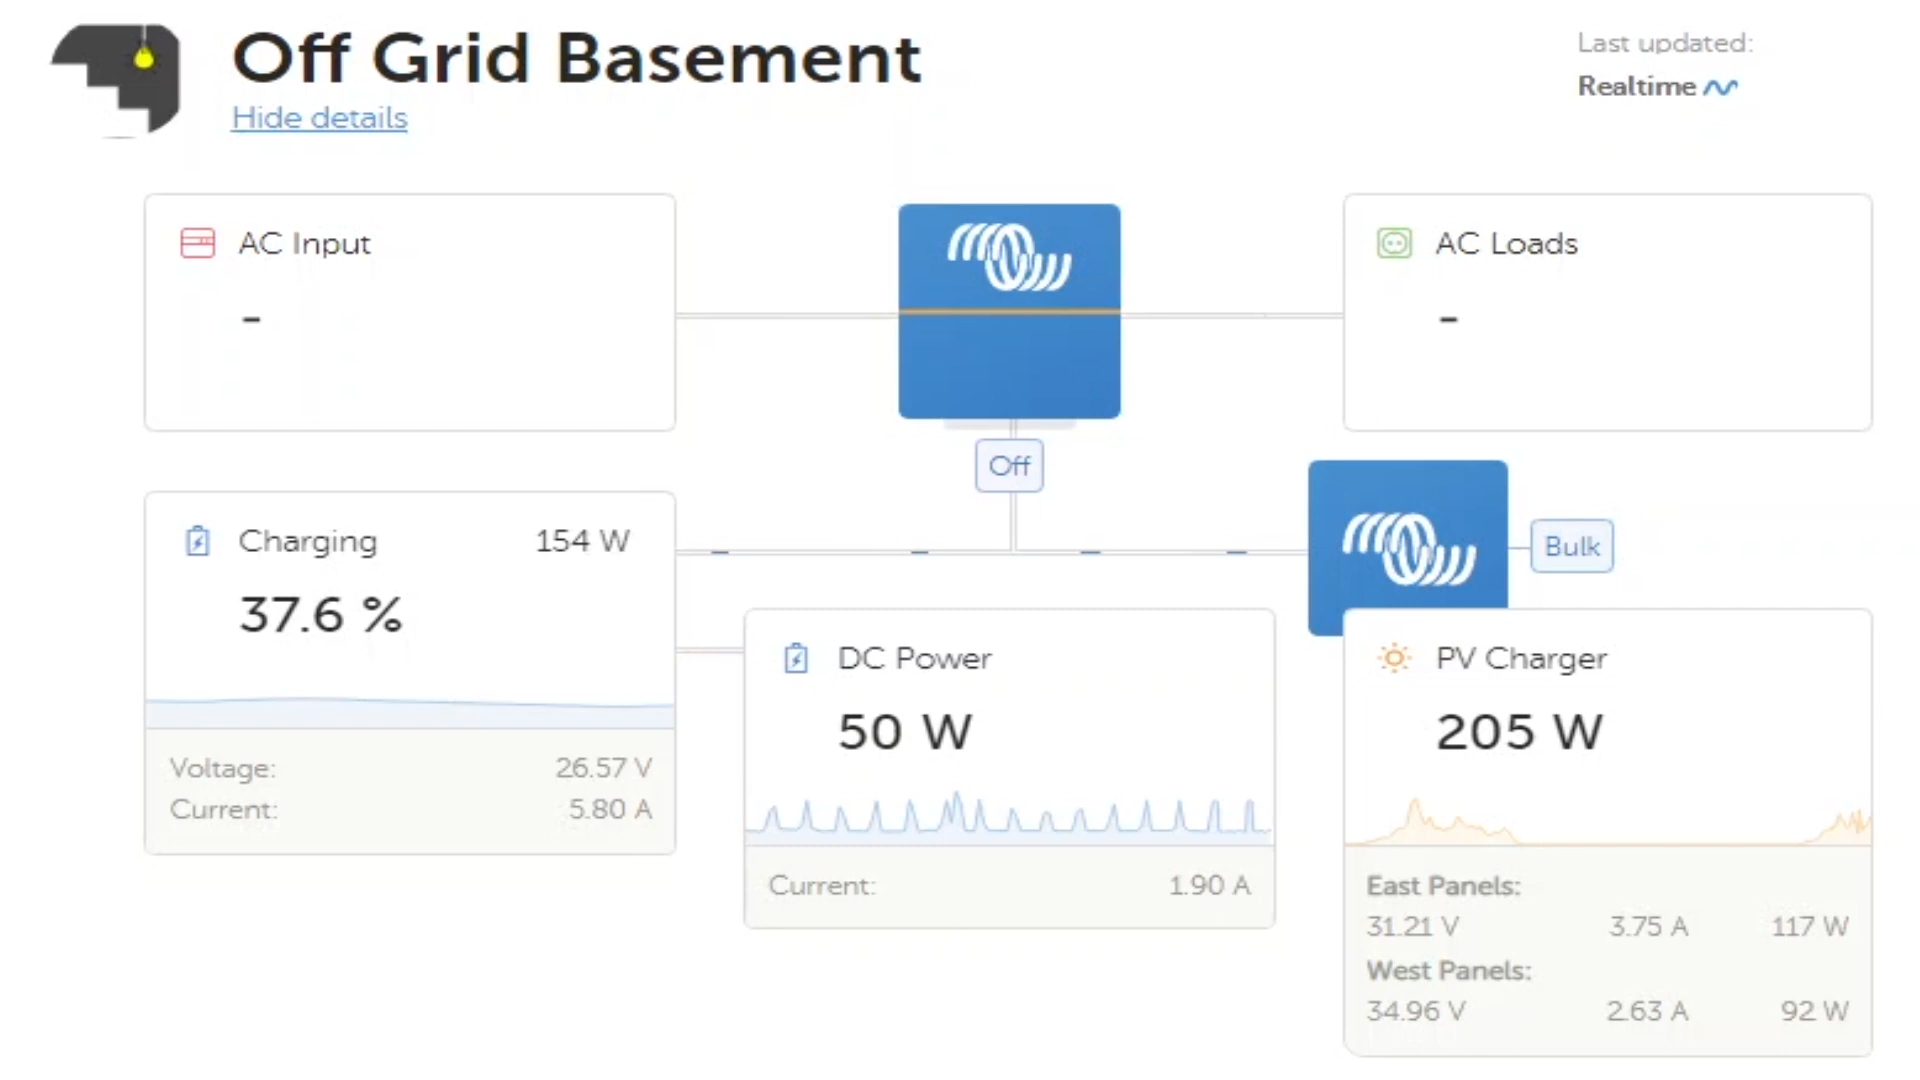 Off Grid Basement
Hide details
Last updated:
Realtime
AC Input
-
AC Loads
-
Off
Charging 154 W
37.6 %
Voltage: 26.57 V
Current: 5.80 A
Bulk
DC Power
50 W
Current: 1.90 A
PV Charger
205 W
East Panels:
31.21 V 3.75 A 117 W
West Panels:
34.96 V 2.63 A 92 W